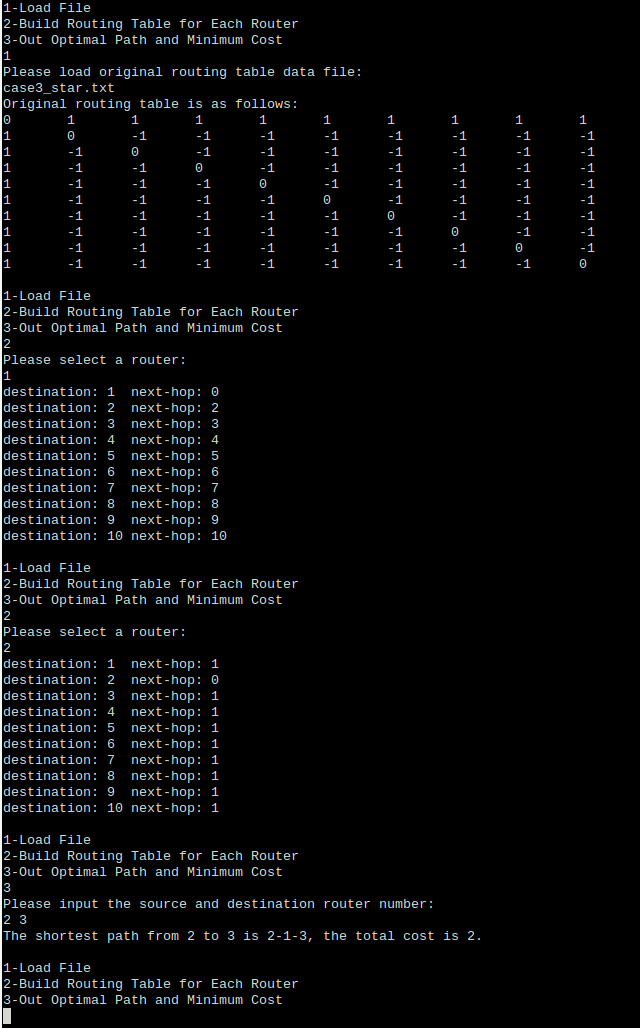 1-Load File
2-Build Routing Table for Each Router
3-Out Optimal Path and Minimum Cost
1
Please load original routing table data file:
case3_star.txt
Original routing table is as follows:
0 1 1 1 1 1 1 1 1 1
1 0 -1 -1 -1 -1 -1 -1 -1 -1
1 -1 0 -1 -1 -1 -1 -1 -1 -1
1 -1 -1 0 -1 -1 -1 -1 -1 -1
1 -1 -1 -1 0 -1 -1 -1 -1 -1
1 -1 -1 -1 -1 0 -1 -1 -1 -1
1 -1 -1 -1 -1 -1 0 -1 -1 -1
1 -1 -1 -1 -1 -1 -1 0 -1 -1
1 -1 -1 -1 -1 -1 -1 -1 0 -1
1 -1 -1 -1 -1 -1 -1 -1 -1 0
1-Load File
2-Build Routing Table for Each Router
3-Out Optimal Path and Minimum Cost
2
Please select a router:
1
destination: 1 next-hop: 0
destination: 2 next-hop: 2
destination: 3 next-hop: 3
destination: 4 next-hop: 4
destination: 5 next-hop: 5
destination: 6 next-hop: 6
destination: 7 next-hop: 7
destination: 8 next-hop: 8
destination: 9 next-hop: 9
destination: 10 next-hop: 10
1-Load File
2-Build Routing Table for Each Router
3-Out Optimal Path and Minimum Cost
2
Please select a router:
2
destination: 1 next-hop: 1
destination: 2 next-hop: 0
destination: 3 next-hop: 1
destination: 4 next-hop: 1
destination: 5 next-hop: 1
destination: 6 next-hop: 1
destination: 7 next-hop: 1
destination: 8 next-hop: 1
destination: 9 next-hop: 1
destination: 10 next-hop: 1
1-Load File
2-Build Routing Table for Each Router
3-Out Optimal Path and Minimum Cost
3
Please input the source and destination router number:
2 3
The shortest path from 2 to 3 is 2-1-3, the total cost is 2.
1-Load File
2-Build Routing Table for Each Router
3-Out Optimal Path and Minimum Cost